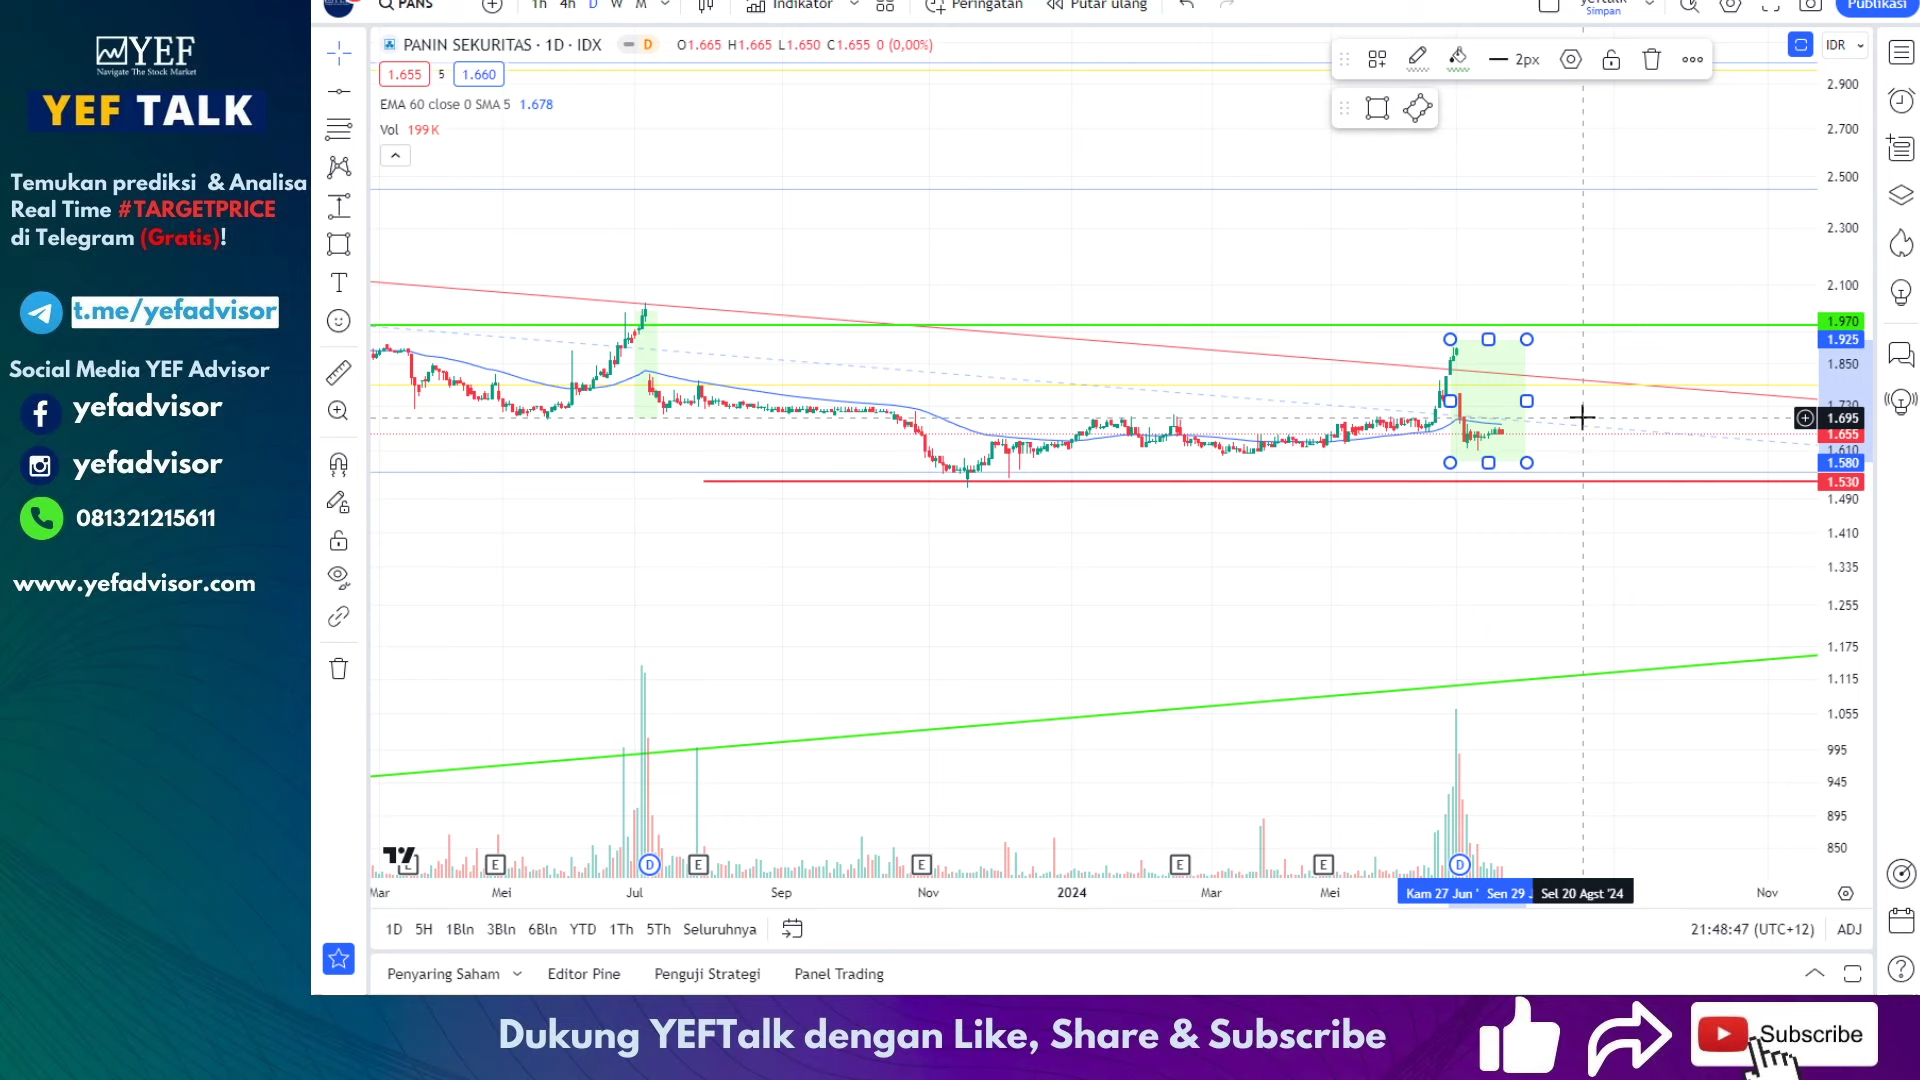 YEF
Navigate The Stock Market
YEF TALK
Temukan prediksi & Analisa
Real Time #TARGETPRICE
di Telegram (Gratis)!
t.me/yefadvisor
Social Media YEF Advisor
yefadvisor
yefadvisor
081321215611
www.yefadvisor.com
PANS
1h 4h D W M
Indikator
Peringatan
Putar ulang
yeftalk
Simpan
Publikasi
PANIN SEKURITAS · 1D · IDX
D
O1.665 H1.665 L1.650 C1.655 0 (0,00%)
1.655 5 1.660
EMA 60 close 0 SMA 5 1.678
Vol 199K
2px
IDR
2.900
2.700
2.500
2.300
2.100
1.970
1.925
1.850
1.730
1.695
1.655
1.610
1.580
1.530
1.490
1.410
1.335
1.255
1.175
1.115
1.055
995
945
895
850
E E D E E E E D
Mar Mei Jul Sep Nov 2024 Mar Mei Kam 27 Jun ' Sen 29 Sel 20 Agst '24 Nov
1D 5H 1Bln 3Bln 6Bln YTD 1Th 5Th Seluruhnya
21:48:47 (UTC+12) ADJ
Penyaring Saham Editor Pine Penguji Strategi Panel Trading
Dukung YEFTalk dengan Like, Share & Subscribe
Subscribe